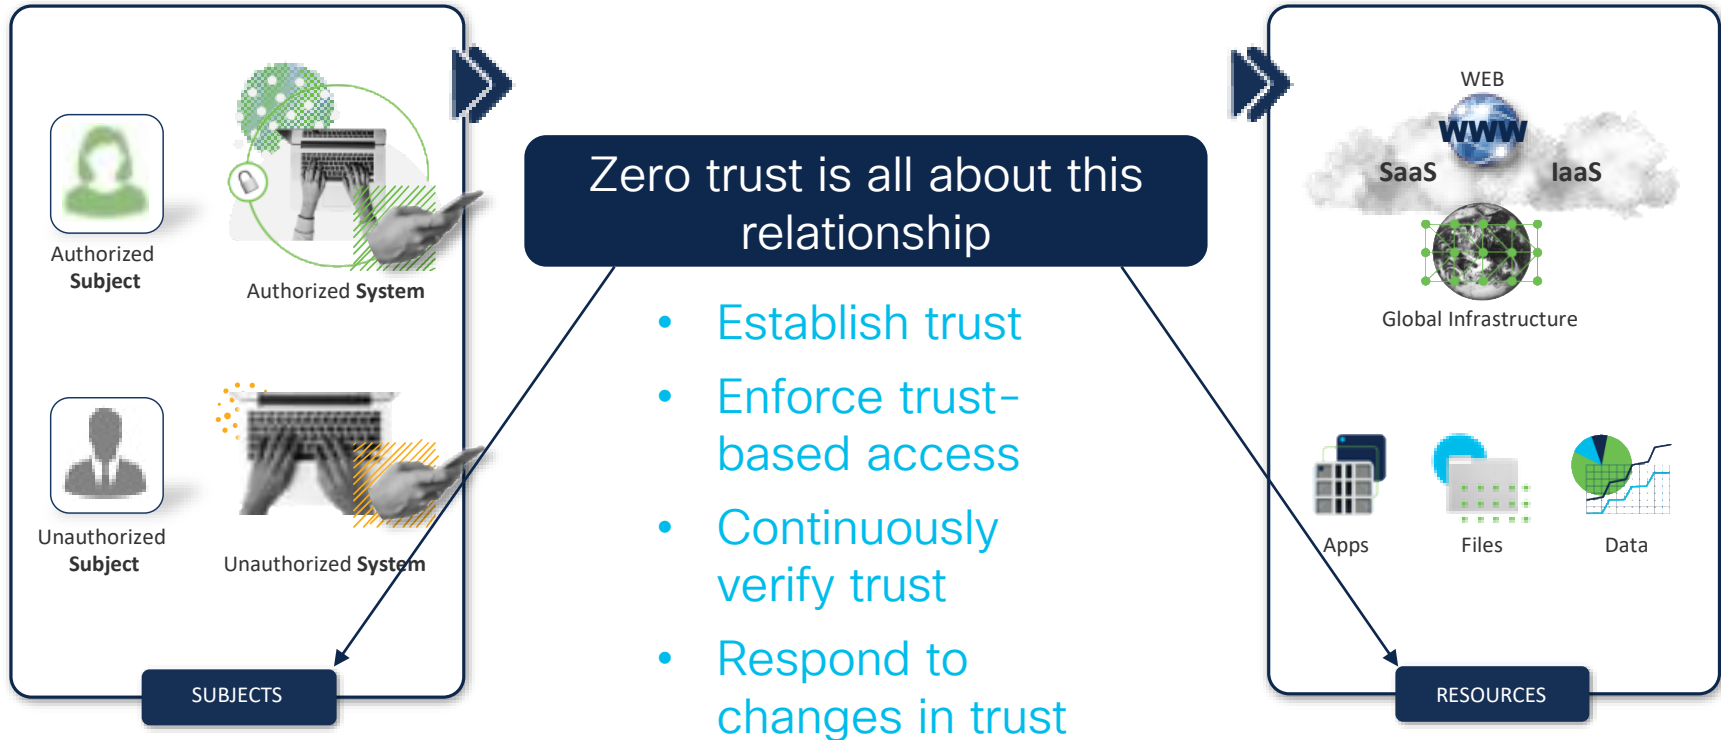 Authorized
Subject
Authorized System
Unauthorized
Subject
Unauthorized System
SUBJECTS
Zero trust is all about this
relationship
• Establish trust
• Enforce trust-
based access
• Continuously
verify trust
• Respond to
changes in trust
WEB
www
SaaS
IaaS
Global Infrastructure
Apps
Files
Data
RESOURCES